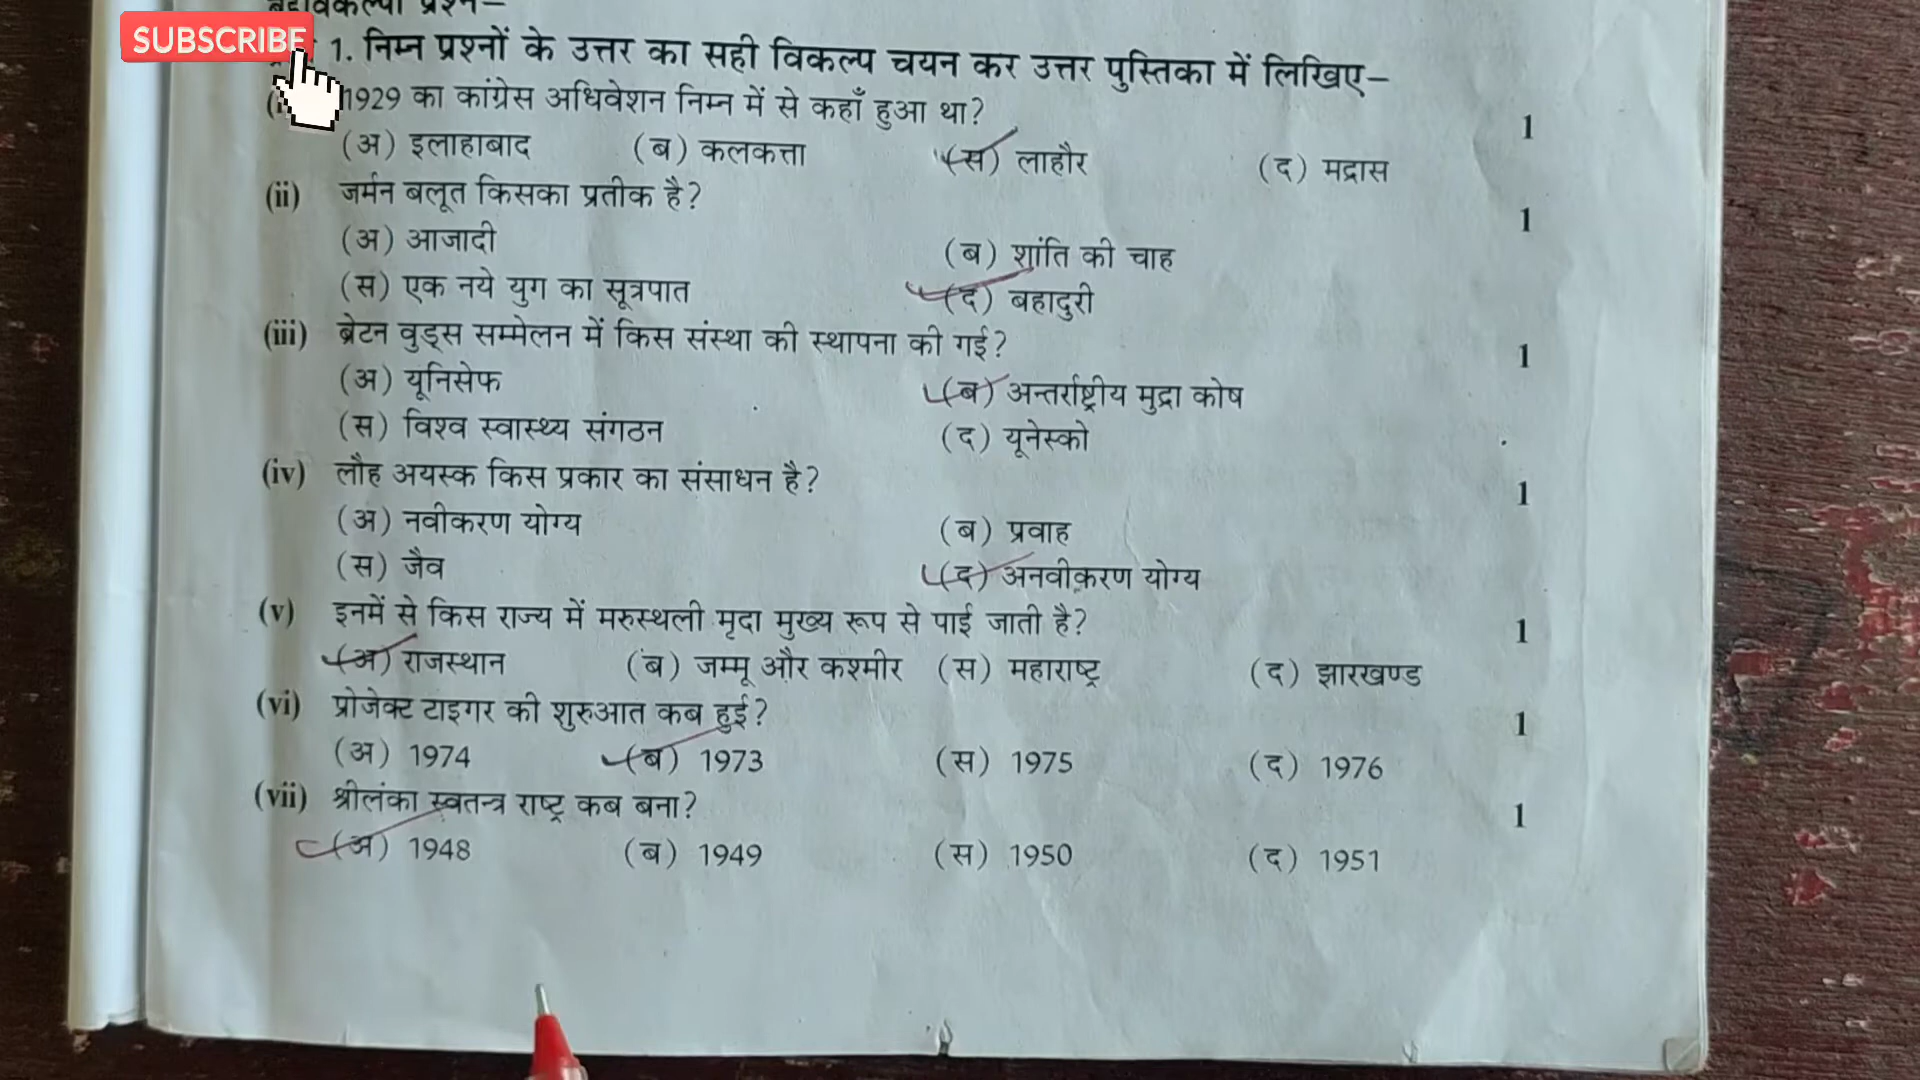 बहुविकल्पी प्रश्न–
SUBSCRIBE
1. निम्न प्रश्नों के उत्तर का सही विकल्प चयन कर उत्तर पुस्तिका में लिखिए–
1929 का कांग्रेस अधिवेशन निम्न में से कहाँ हुआ था? 1
(अ) इलाहाबाद (ब) कलकत्ता (स) लाहौर (द) मद्रास
(ii) जर्मन बलूत किसका प्रतीक है? 1
(अ) आजादी (ब) शांति की चाह
(स) एक नये युग का सूत्रपात (द) बहादुरी
(iii) ब्रेटन वुड्स सम्मेलन में किस संस्था की स्थापना की गई? 1
(अ) यूनिसेफ (ब) अन्तर्राष्ट्रीय मुद्रा कोष
(स) विश्व स्वास्थ्य संगठन (द) यूनेस्को
(iv) लौह अयस्क किस प्रकार का संसाधन है? 1
(अ) नवीकरण योग्य (ब) प्रवाह
(स) जैव (द) अनवीकरण योग्य
(v) इनमें से किस राज्य में मरुस्थली मृदा मुख्य रूप से पाई जाती है? 1
(अ) राजस्थान (ब) जम्मू और कश्मीर (स) महाराष्ट्र (द) झारखण्ड
(vi) प्रोजेक्ट टाइगर की शुरुआत कब हुई? 1
(अ) 1974 (ब) 1973 (स) 1975 (द) 1976
(vii) श्रीलंका स्वतन्त्र राष्ट्र कब बना? 1
(अ) 1948 (ब) 1949 (स) 1950 (द) 1951